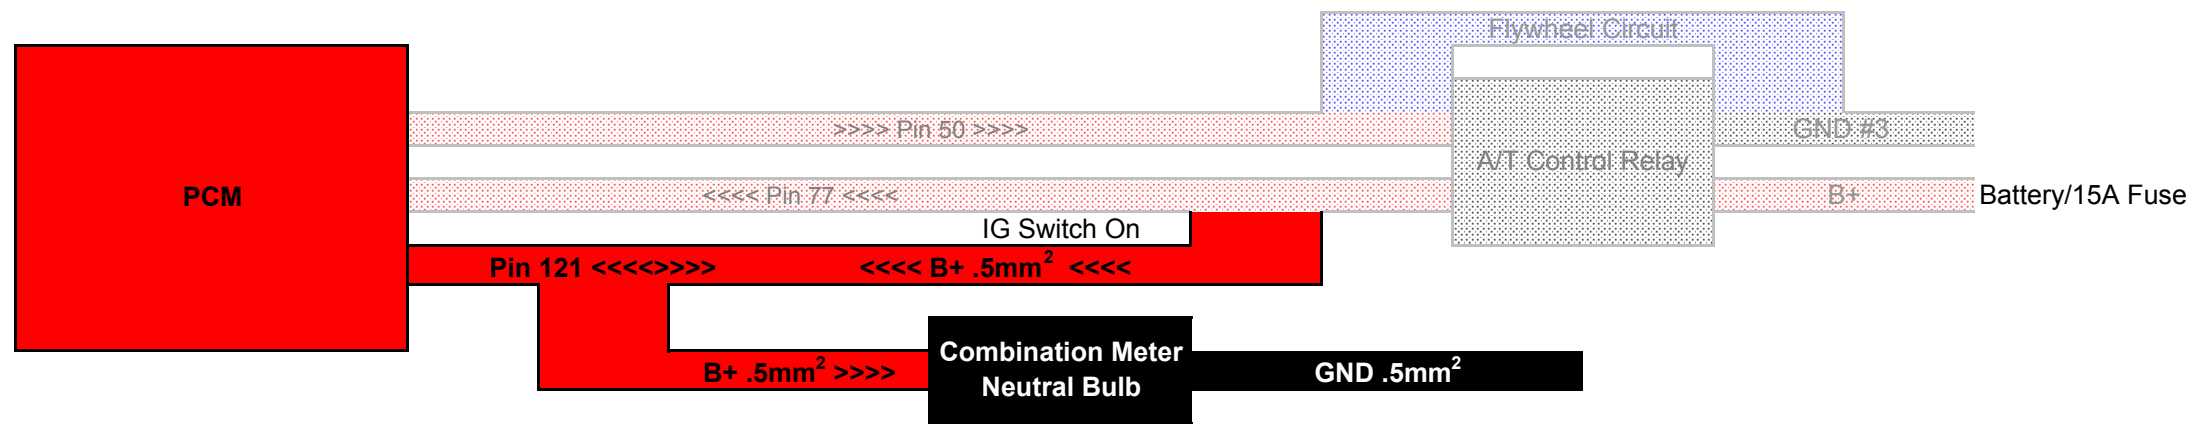 Flywheel Circuit
>>>> Pin 50 >>>>
GND #3
A/T Control Relay
PCM
<<<< Pin 77 <<<<
B+
Battery/15A Fuse
IG Switch On
Pin 121 <<<<>>>>
<<<< B+ .5mm² <<<<
Combination Meter
Neutral Bulb
B+ .5mm² >>>>
GND .5mm²